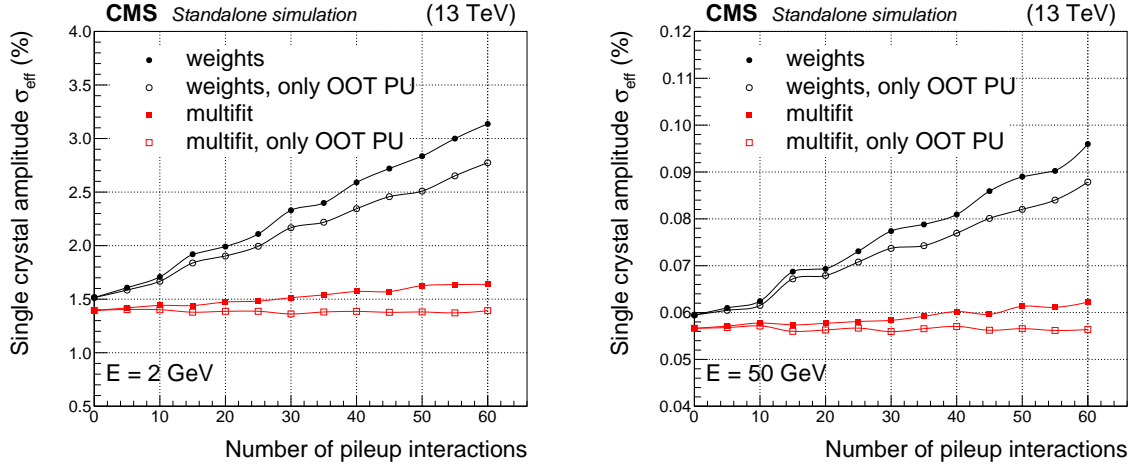 CMS Standalone simulation (13 TeV)
Single crystal amplitude σeff (%)
4.0
3.5
3.0
2.5
2.0
1.5
1.0
0.5
weights
weights, only OOT PU
multifit
multifit, only OOT PU
E = 2 GeV
0 10 20 30 40 50 60
Number of pileup interactions
CMS Standalone simulation (13 TeV)
Single crystal amplitude σeff (%)
0.12
0.11
0.10
0.09
0.08
0.07
0.06
0.05
0.04
weights
weights, only OOT PU
multifit
multifit, only OOT PU
E = 50 GeV
0 10 20 30 40 50 60
Number of pileup interactions